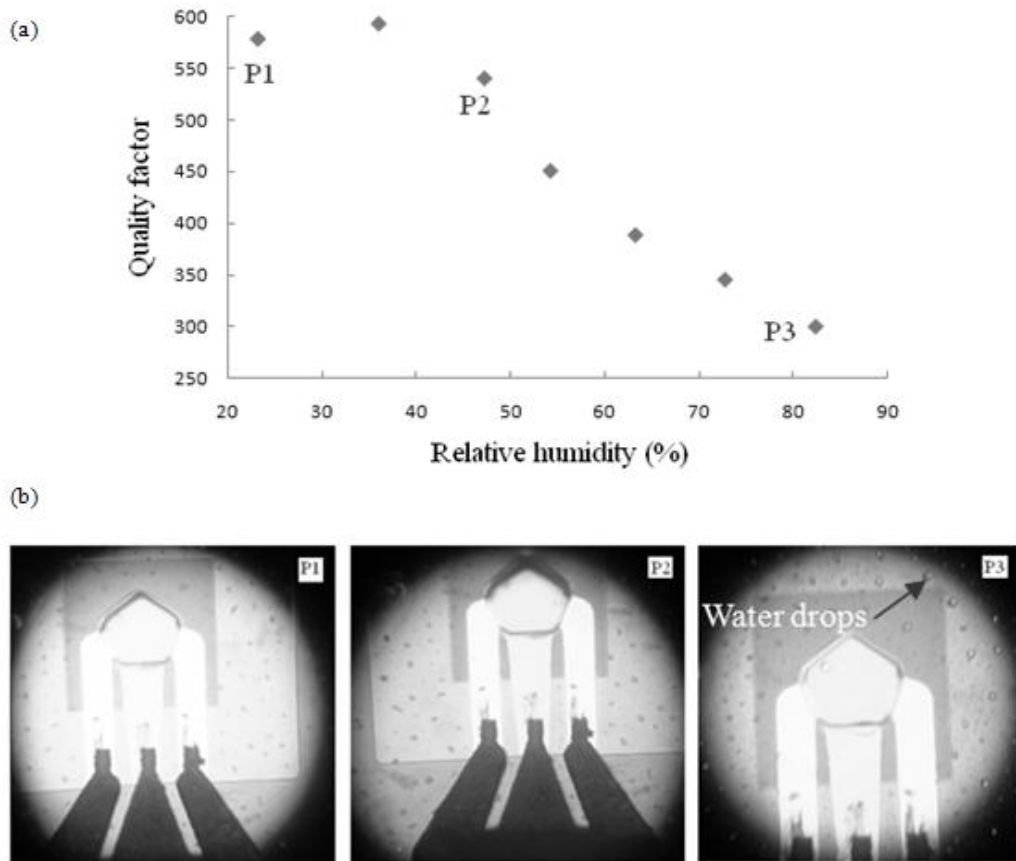 (a)
600
550
500
450
400
350
300
250
Quality factor
P1
P2
P3
20 30 40 50 60 70 80 90
Relative humidity (%)
(b)
P1
P2
P3
Water drops